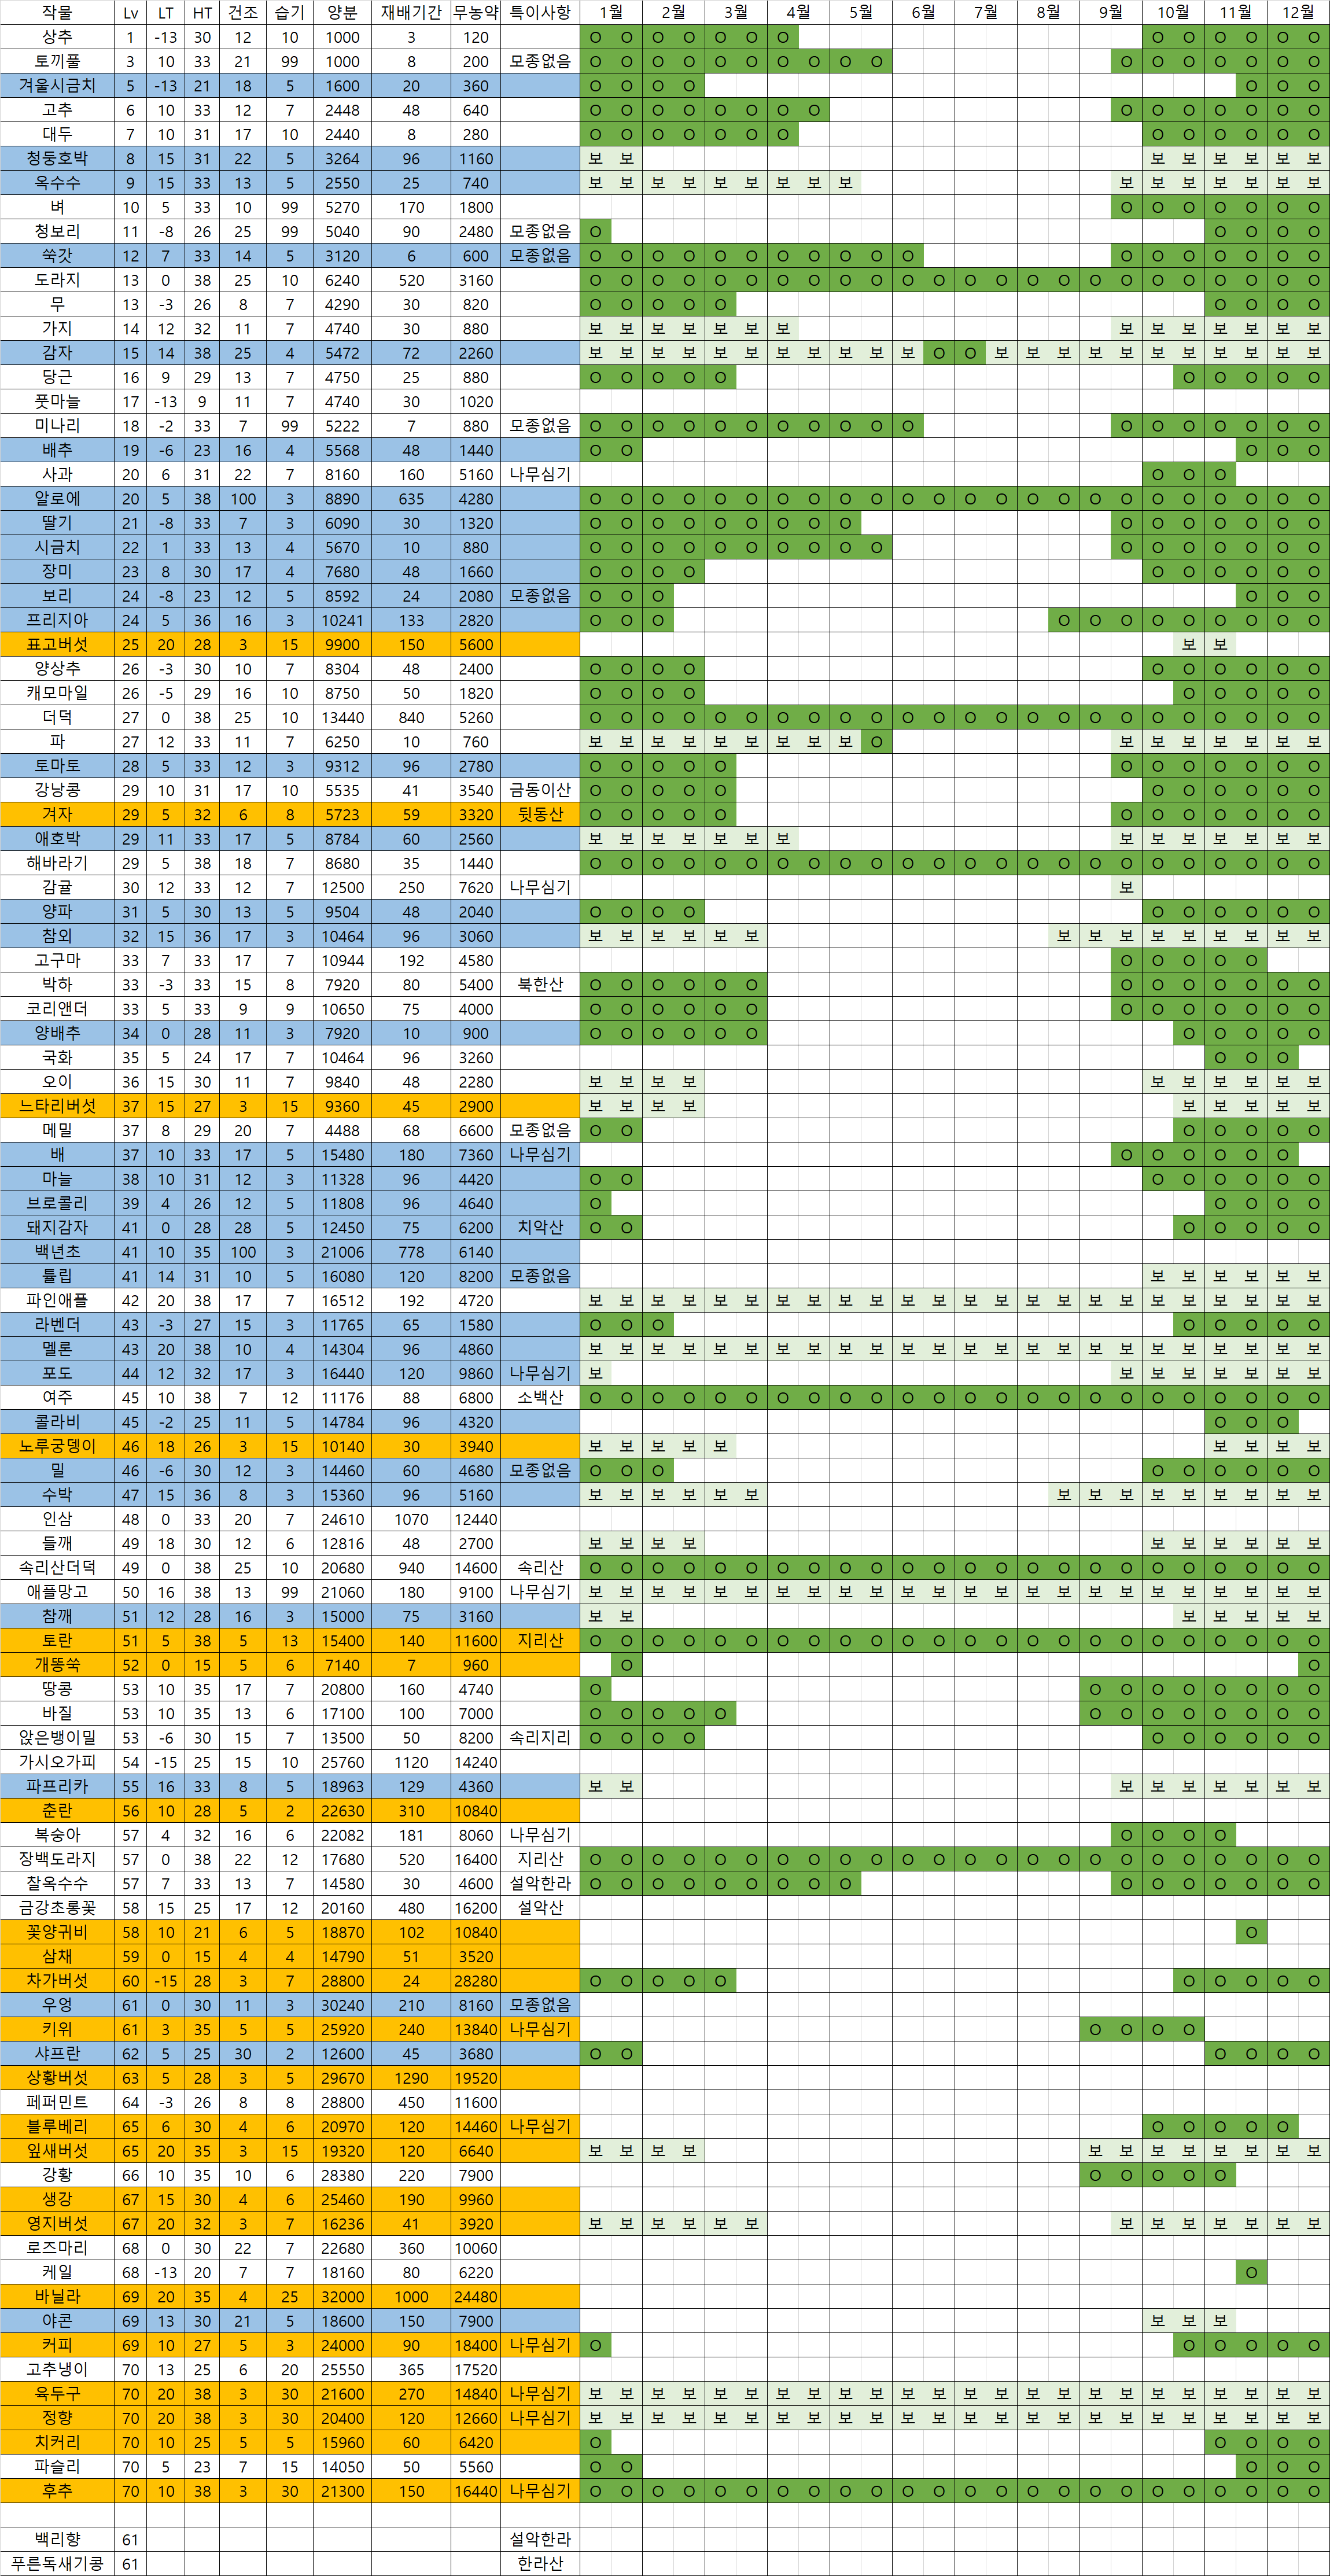 작물 Lv LT HT 건조 습기 양분 재배기간 무농약 특이사항 1월 2월 3월 4월 5월 6월 7월 8월 9월 10월 11월 12월
상추 1 -13 30 12 10 1000 3 120 O O O O O O O O O O O O O
토끼풀 3 10 33 21 99 1000 8 200 모종없음 O O O O O O O O O O O O O O O O O
겨울시금치 5 -13 21 18 5 1600 20 360 O O O O O O O
고추 6 10 33 12 7 2448 48 640 O O O O O O O O O O O O O O O
대두 7 10 31 17 10 2440 8 280 O O O O O O O O O O O O O
청둥호박 8 15 31 22 5 3264 96 1160 보 보 보 보 보 보 보 보
옥수수 9 15 33 13 5 2550 25 740 보 보 보 보 보 보 보 보 보 보 보 보 보 보 보 보
벼 10 5 33 10 99 5270 170 1800 O O O O O O O
청보리 11 -8 26 25 99 5040 90 2480 모종없음 O O O O O
쑥갓 12 7 33 14 5 3120 6 600 모종없음 O O O O O O O O O O O O O O O O O O
도라지 13 0 38 25 10 6240 520 3160 O O O O O O O O O O O O O O O O O O O O O O O O
무 13 -3 26 8 7 4290 30 820 O O O O O O O O O
가지 14 12 32 11 7 4740 30 880 보 보 보 보 보 보 보 보 보 보 보 보 보 보
감자 15 14 38 25 4 5472 72 2260 보 보 보 보 보 보 보 보 보 보 보 O O 보 보 보 보 보 보 보 보 보 보 보
당근 16 9 29 13 7 4750 25 880 O O O O O O O O O O
풋마늘 17 -13 9 11 7 4740 30 1020
미나리 18 -2 33 7 99 5222 7 880 모종없음 O O O O O O O O O O O O O O O O O O
배추 19 -6 23 16 4 5568 48 1440 O O O O O
사과 20 6 31 22 7 8160 160 5160 나무심기 O O O
알로에 20 5 38 100 3 8890 635 4280 O O O O O O O O O O O O O O O O O O O O O O O O
딸기 21 -8 33 7 3 6090 30 1320 O O O O O O O O O O O O O O O O
시금치 22 1 33 13 4 5670 10 880 O O O O O O O O O O O O O O O O O
장미 23 8 30 17 4 7680 48 1660 O O O O O O O O O O
보리 24 -8 23 12 5 8592 24 2080 모종없음 O O O O O O
프리지아 24 5 36 16 3 10241 133 2820 O O O O O O O O O O O O
표고버섯 25 20 28 3 15 9900 150 5600 보 보
양상추 26 -3 30 10 7 8304 48 2400 O O O O O O O O O O
캐모마일 26 -5 29 16 10 8750 50 1820 O O O O O O O O O
더덕 27 0 38 25 10 13440 840 5260 O O O O O O O O O O O O O O O O O O O O O O O O
파 27 12 33 11 7 6250 10 760 보 보 보 보 보 보 보 보 보 O 보 보 보 보 보 보 보
토마토 28 5 33 12 3 9312 96 2780 O O O O O O O O O O O O
강낭콩 29 10 31 17 10 5535 41 3540 금동이산 O O O O O O O O O O O
겨자 29 5 32 6 8 5723 59 3320 뒷동산 O O O O O O O O O O O O
애호박 29 11 33 17 5 8784 60 2560 보 보 보 보 보 보 보 보 보 보 보 보 보 보
해바라기 29 5 38 18 7 8680 35 1440 O O O O O O O O O O O O O O O O O O O O O O O O
감귤 30 12 33 12 7 12500 250 7620 나무심기 보
양파 31 5 30 13 5 9504 48 2040 O O O O O O O O O O
참외 32 15 36 17 3 10464 96 3060 보 보 보 보 보 보 보 보 보 보 보 보 보 보 보
고구마 33 7 33 17 7 10944 192 4580 O O O O O
박하 33 -3 33 15 8 7920 80 5400 북한산 O O O O O O O O O O O O O
코리앤더 33 5 33 9 9 10650 75 4000 O O O O O O O O O O O O O
양배추 34 0 28 11 3 7920 10 900 O O O O O O O O O O O
국화 35 5 24 17 7 10464 96 3260 O O O
오이 36 15 30 11 7 9840 48 2280 보 보 보 보 보 보 보 보 보 보
느타리버섯 37 15 27 3 15 9360 45 2900 보 보 보 보 보 보 보 보 보
메밀 37 8 29 20 7 4488 68 6600 모종없음 O O O O O O O
배 37 10 33 17 5 15480 180 7360 나무심기 O O O O O O
마늘 38 10 31 12 3 11328 96 4420 O O O O O O O O
브로콜리 39 4 26 12 5 11808 96 4640 O O O O O
돼지감자 41 0 28 28 5 12450 75 6200 치악산 O O O O O O O
백년초 41 10 35 100 3 21006 778 6140
튤립 41 14 31 10 5 16080 120 8200 모종없음 보 보 보 보 보 보
파인애플 42 20 38 17 7 16512 192 4720 보 보 보 보 보 보 보 보 보 보 보 보 보 보 보 보 보 보 보 보 보 보 보 보
라벤더 43 -3 27 15 3 11765 65 1580 O O O O O O O O
멜론 43 20 38 10 4 14304 96 4860 보 보 보 보 보 보 보 보 보 보 보 보 보 보 보 보 보 보 보 보 보 보 보 보
포도 44 12 32 17 3 16440 120 9860 나무심기 보 보 보 보 보 보 보 보
여주 45 10 38 7 12 11176 88 6800 소백산 O O O O O O O O O O O O O O O O O O O O O O O O
콜라비 45 -2 25 11 5 14784 96 4320 O O O
노루궁뎅이 46 18 26 3 15 10140 30 3940 보 보 보 보 보 보 보 보 보
밀 46 -6 30 12 3 14460 60 4680 모종없음 O O O O O O O O O
수박 47 15 36 8 3 15360 96 5160 보 보 보 보 보 보 보 보 보 보 보 보 보 보 보
인삼 48 0 33 20 7 24610 1070 12440
들깨 49 18 30 12 6 12816 48 2700 보 보 보 보 보 보 보 보 보 보
속리산더덕 49 0 38 25 10 20680 940 14600 속리산 O O O O O O O O O O O O O O O O O O O O O O O O
애플망고 50 16 38 13 99 21060 180 9100 나무심기 보 보 보 보 보 보 보 보 보 보 보 보 보 보 보 보 보 보 보 보 보 보 보 보
참깨 51 12 28 16 3 15000 75 3160 보 보 보 보 보 보 보
토란 51 5 38 5 13 15400 140 11600 지리산 O O O O O O O O O O O O O O O O O O O O O O O O
개똥쑥 52 0 15 5 6 7140 7 960 O O
땅콩 53 10 35 17 7 20800 160 4740 O O O O O O O O O
바질 53 10 35 13 6 17100 100 7000 O O O O O O O O O O O O O
앉은뱅이밀 53 -6 30 15 7 13500 50 8200 속리지리 O O O O O O O O O O
가시오가피 54 -15 25 15 10 25760 1120 14240
파프리카 55 16 33 8 5 18963 129 4360 보 보 보 보 보 보 보 보 보
춘란 56 10 28 5 2 22630 310 10840
복숭아 57 4 32 16 6 22082 181 8060 나무심기 O O O O
장백도라지 57 0 38 22 12 17680 520 16400 지리산 O O O O O O O O O O O O O O O O O O O O O O O O
찰옥수수 57 7 33 13 7 14580 30 4600 설악한라 O O O O O O O O O O O O O O O O
금강초롱꽃 58 15 25 17 12 20160 480 16200 설악산
꽃양귀비 58 10 21 6 5 18870 102 10840 O
삼채 59 0 15 4 4 14790 51 3520
차가버섯 60 -15 28 3 7 28800 24 28280 O O O O O O O O O O
우엉 61 0 30 11 3 30240 210 8160 모종없음
키위 61 3 35 5 5 25920 240 13840 나무심기 O O O O
샤프란 62 5 25 30 2 12600 45 3680 O O O O O O
상황버섯 63 5 28 3 5 29670 1290 19520
페퍼민트 64 -3 26 8 8 28800 450 11600
블루베리 65 6 30 4 6 20970 120 14460 나무심기 O O O O O
잎새버섯 65 20 35 3 15 19320 120 6640 보 보 보 보 보 보 보 보 보 보 보 보
강황 66 10 35 10 6 28380 220 7900 O O O O O
생강 67 15 30 4 6 25460 190 9960
영지버섯 67 20 32 3 7 16236 41 3920 보 보 보 보 보 보 보 보 보 보 보 보 보
로즈마리 68 0 30 22 7 22680 360 10060
케일 68 -13 20 7 7 18160 80 6220 O
바닐라 69 20 35 4 25 32000 1000 24480
야콘 69 13 30 21 5 18600 150 7900 보 보 보
커피 69 10 27 5 3 24000 90 18400 나무심기 O O O O O O
고추냉이 70 13 25 6 20 25550 365 17520
육두구 70 20 38 3 30 21600 270 14840 나무심기 보 보 보 보 보 보 보 보 보 보 보 보 보 보 보 보 보 보 보 보 보 보 보 보
정향 70 20 38 3 30 20400 120 12660 나무심기 보 보 보 보 보 보 보 보 보 보 보 보 보 보 보 보 보 보 보 보 보 보 보 보
치커리 70 10 25 5 5 15960 60 6420 O O O O O
파슬리 70 5 23 7 15 14050 50 5560 O O O O O
후추 70 10 38 3 30 21300 150 16440 나무심기 O O O O O O O O O O O O O O O O O O O O O O O O
백리향 61 설악한라
푸른독새기콩 61 한라산